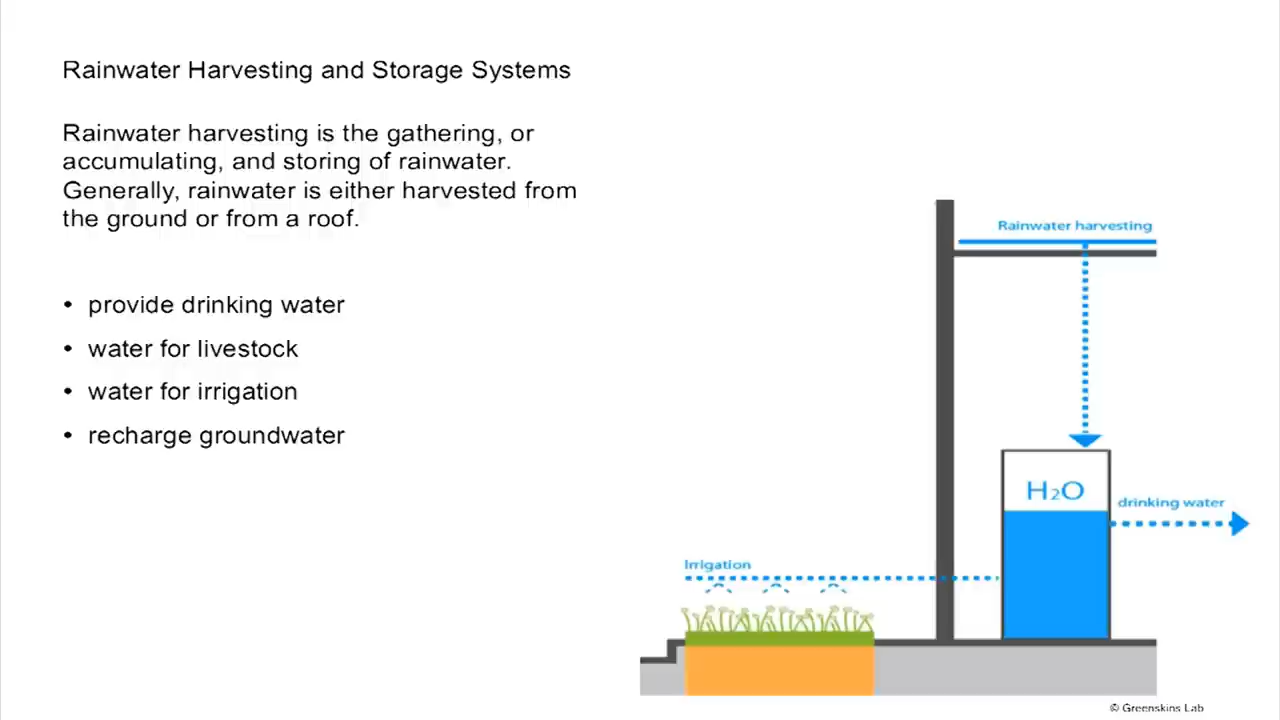 Rainwater Harvesting and Storage Systems
Rainwater harvesting is the gathering, or
accumulating, and storing of rainwater.
Generally, rainwater is either harvested from
the ground or from a roof.
• provide drinking water
• water for livestock
• water for irrigation
• recharge groundwater
Rainwater harvesting
H₂O
drinking water
Irrigation
© Greenskins Lab